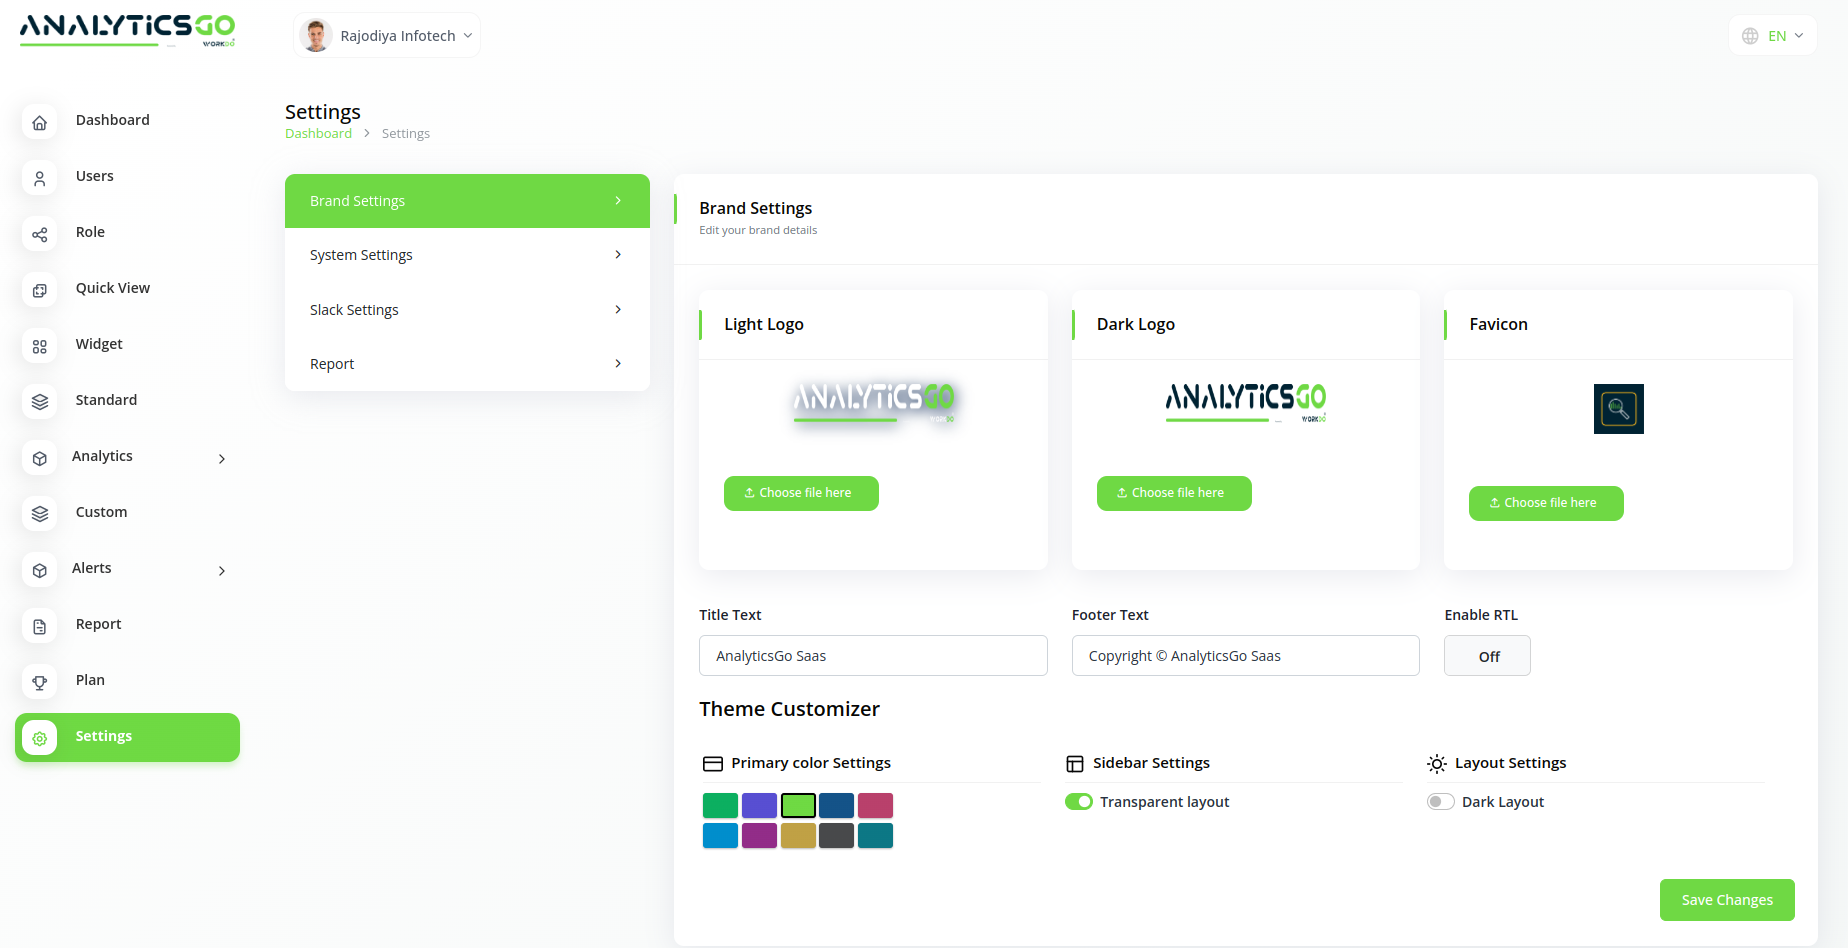 ANALYTICSGO
WORKDO
Rajodiya Infotech
EN
Dashboard
Users
Role
Quick View
Widget
Standard
Analytics
Custom
Alerts
Report
Plan
Settings
Settings
Dashboard > Settings
Brand Settings
System Settings
Slack Settings
Report
Brand Settings
Edit your brand details
Light Logo
ANALYTICSGO
WORKDO
Choose file here
Dark Logo
ANALYTICSGO
WORKDO
Choose file here
Favicon
Choose file here
Title Text
AnalyticsGo Saas
Footer Text
Copyright © AnalyticsGo Saas
Enable RTL
Off
Theme Customizer
Primary color Settings
Sidebar Settings
Transparent layout
Layout Settings
Dark Layout
Save Changes